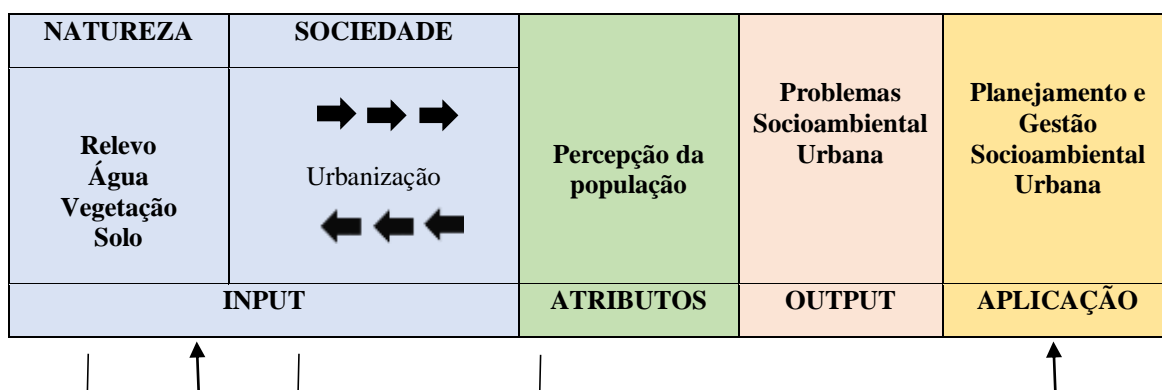 NATUREZA
SOCIEDADE
Relevo
Água
Vegetação
Solo
Urbanização
Percepção da
população
Problemas
Socioambiental
Urbana
Planejamento e
Gestão
Socioambiental
Urbana
INPUT
ATRIBUTOS
OUTPUT
APLICAÇÃO